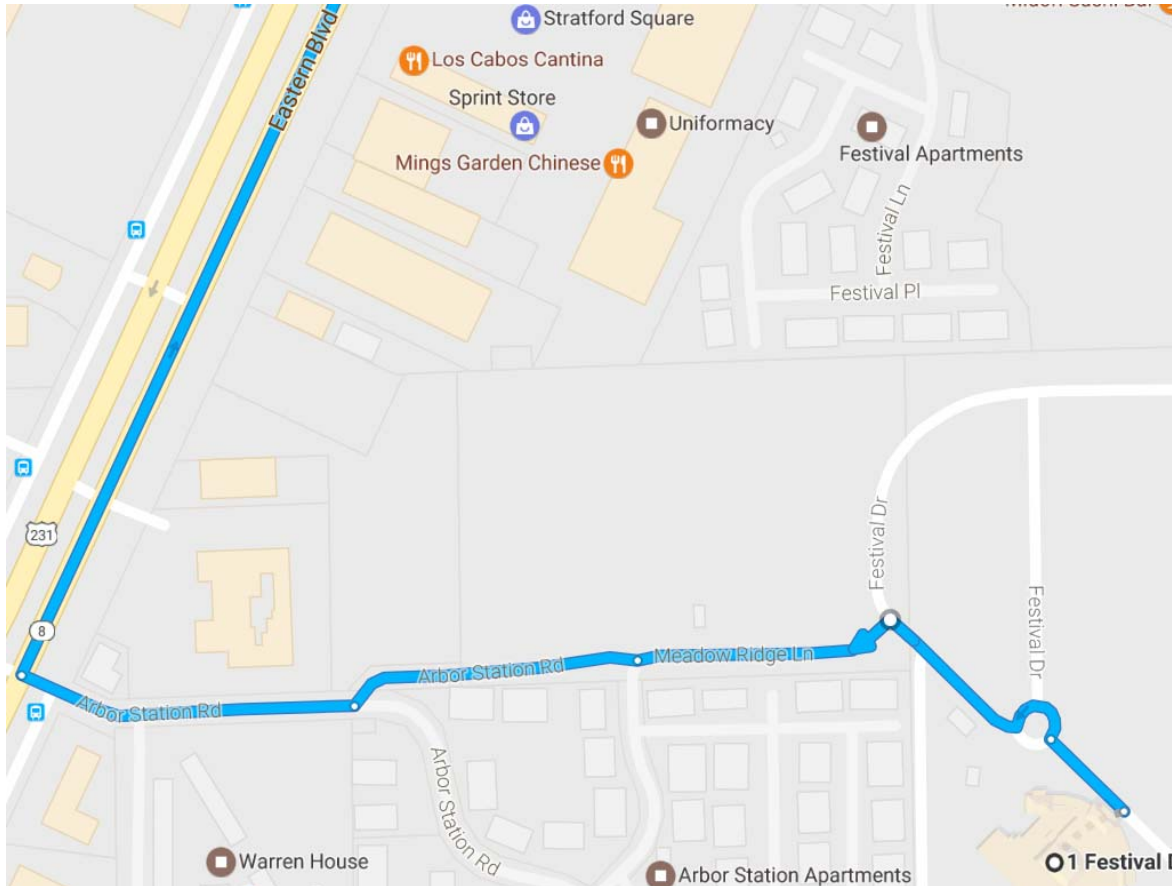 Stratford Square
Eastern Blvd
Los Cabos Cantina
Sprint Store
Uniformacy
Festival Apartments
Mings Garden Chinese
Festival Ln
Festival Pl
231
Festival Dr
8
Festival Dr
Meadow Ridge Ln
Arbor Station Rd
Arbor Station Rd
Arbor Station Rd
Warren House
1 Festival
Arbor Station Apartments